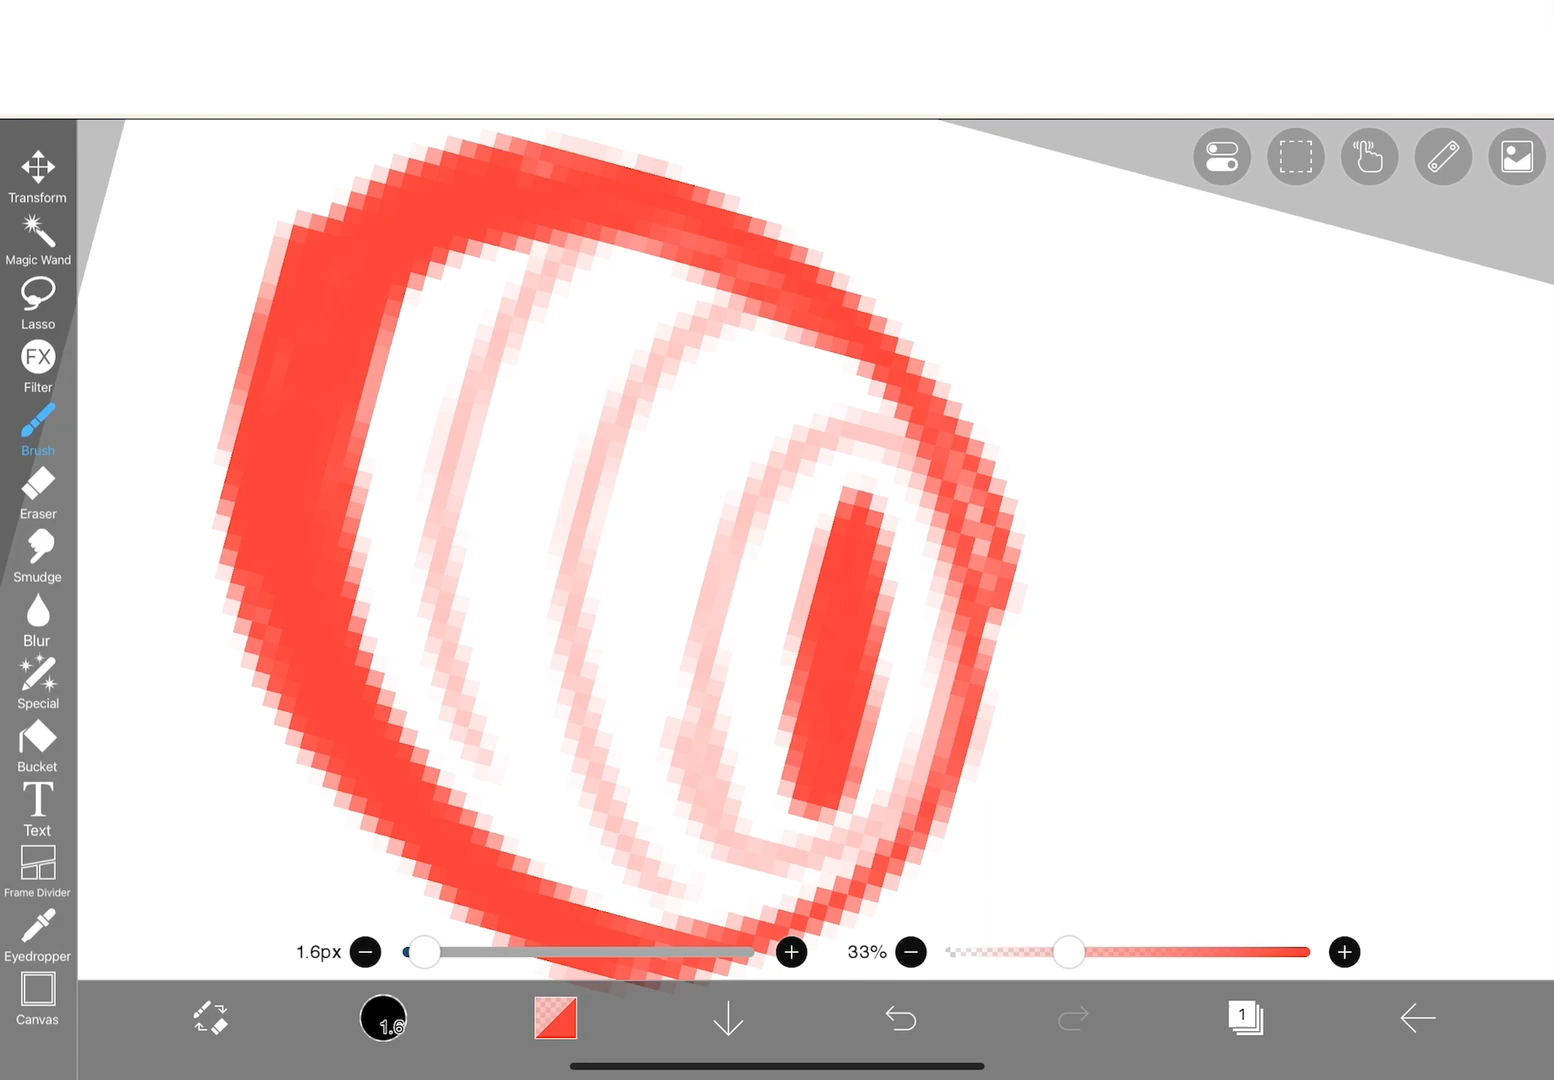 Transform
Magic Wand
Lasso
FX
Filter
Brush
Eraser
Smudge
Blur
Special
Bucket
T
Text
Frame Divider
Eyedropper
Canvas
1.6px
33%
1.6
1